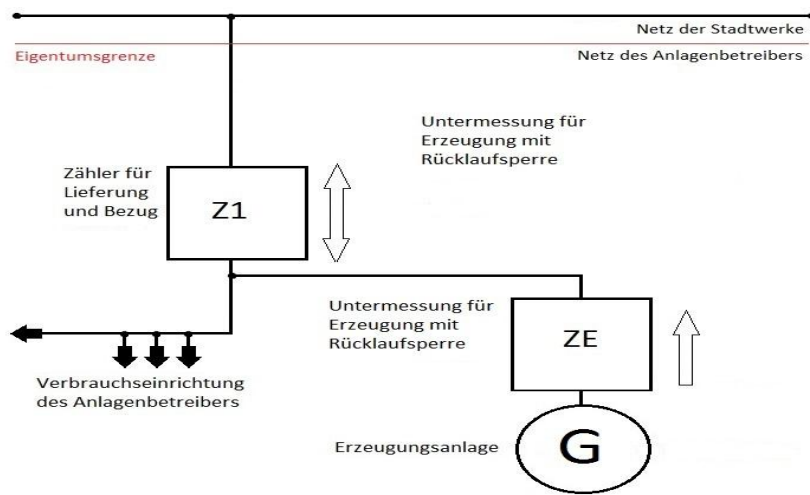 Netz der Stadtwerke
Eigentumsgrenze
Netz des Anlagenbetreibers
Untermessung für
Erzeugung mit
Rücklaufsperre
Zähler für
Lieferung
und Bezug
Z1
Untermessung für
Erzeugung mit
Rücklaufsperre
ZE
Verbrauchseinrichtung
des Anlagenbetreibers
Erzeugungsanlage
G